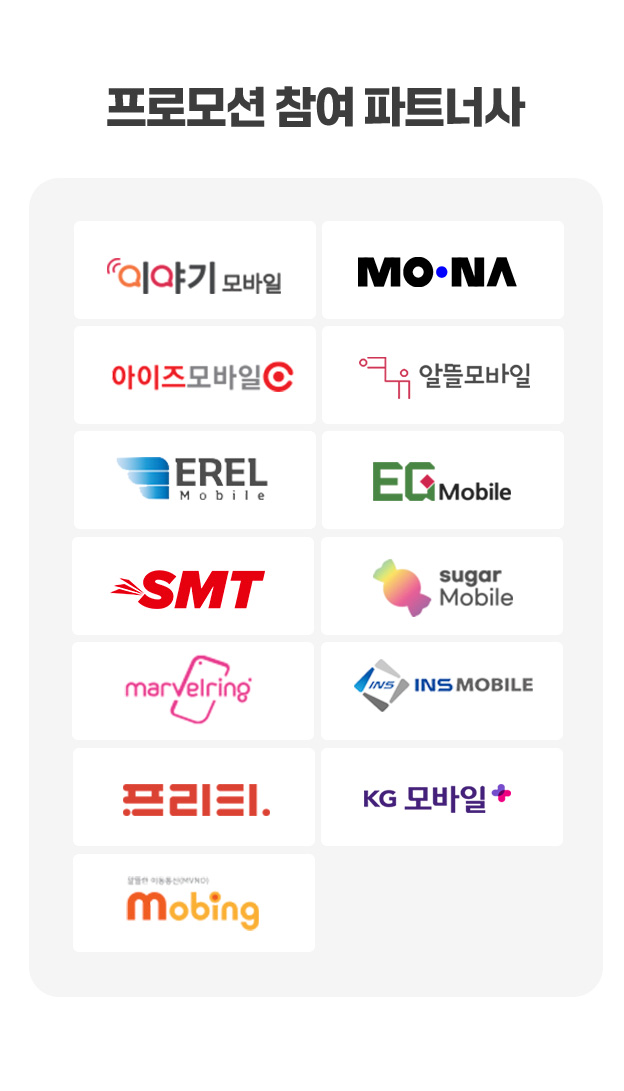 프로모션 참여 파트너사
이야기 모바일
MO•NA
아이즈모바일
알뜰모바일
EREL
Mobile
EG Mobile
SMT
sugar
Mobile
marvelring
INS INS MOBILE
프리티.
KG 모바일
알뜰한 이동통신(MVNO)
mobing